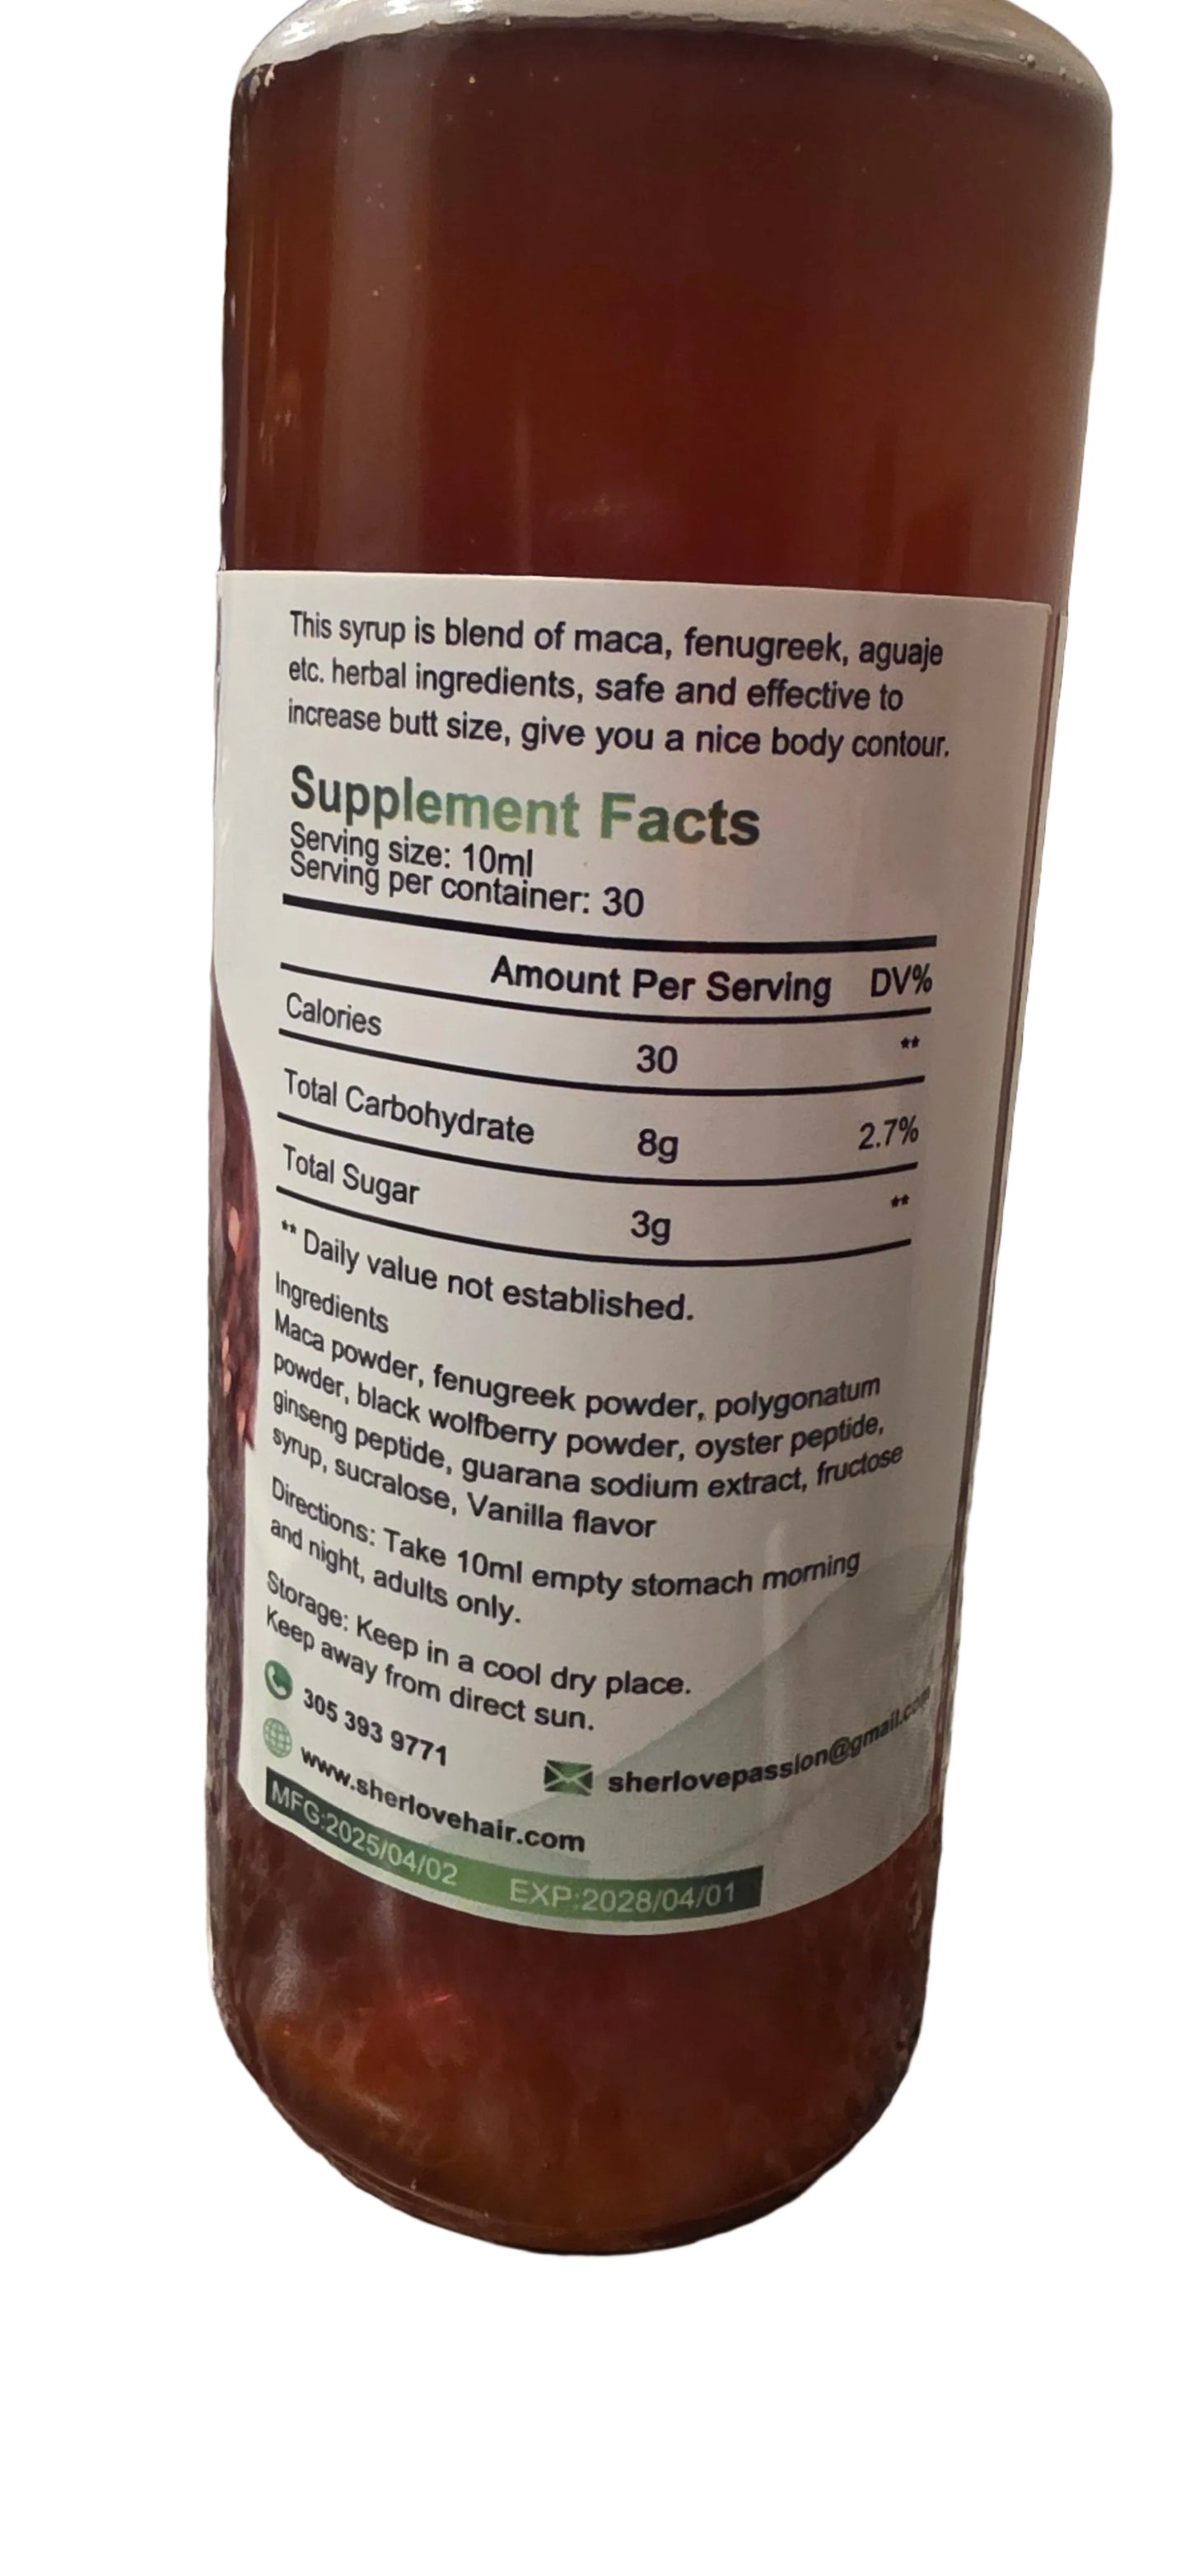 This syrup is blend of maca, fenugreek, aguaje
etc. herbal ingredients, safe and effective to
increase butt size, give you a nice body contour.
Supplement Facts
Serving size: 10ml
Serving per container: 30
Amount Per Serving DV%
Calories 30 **
Total Carbohydrate 8g 2.7%
Total Sugar 3g **
** Daily value not established.
Ingredients
Maca powder, fenugreek powder, polygonatum
powder, black wolfberry powder, oyster peptide,
ginseng peptide, guarana sodium extract, fructose
syrup, sucralose, Vanilla flavor
Directions: Take 10ml empty stomach morning
and night, adults only.
Storage: Keep in a cool dry place.
Keep away from direct sun.
305 393 9771
sherlovepassion@gmail.com
www.sherlovehair.com
MFG:2025/04/02 EXP:2028/04/01